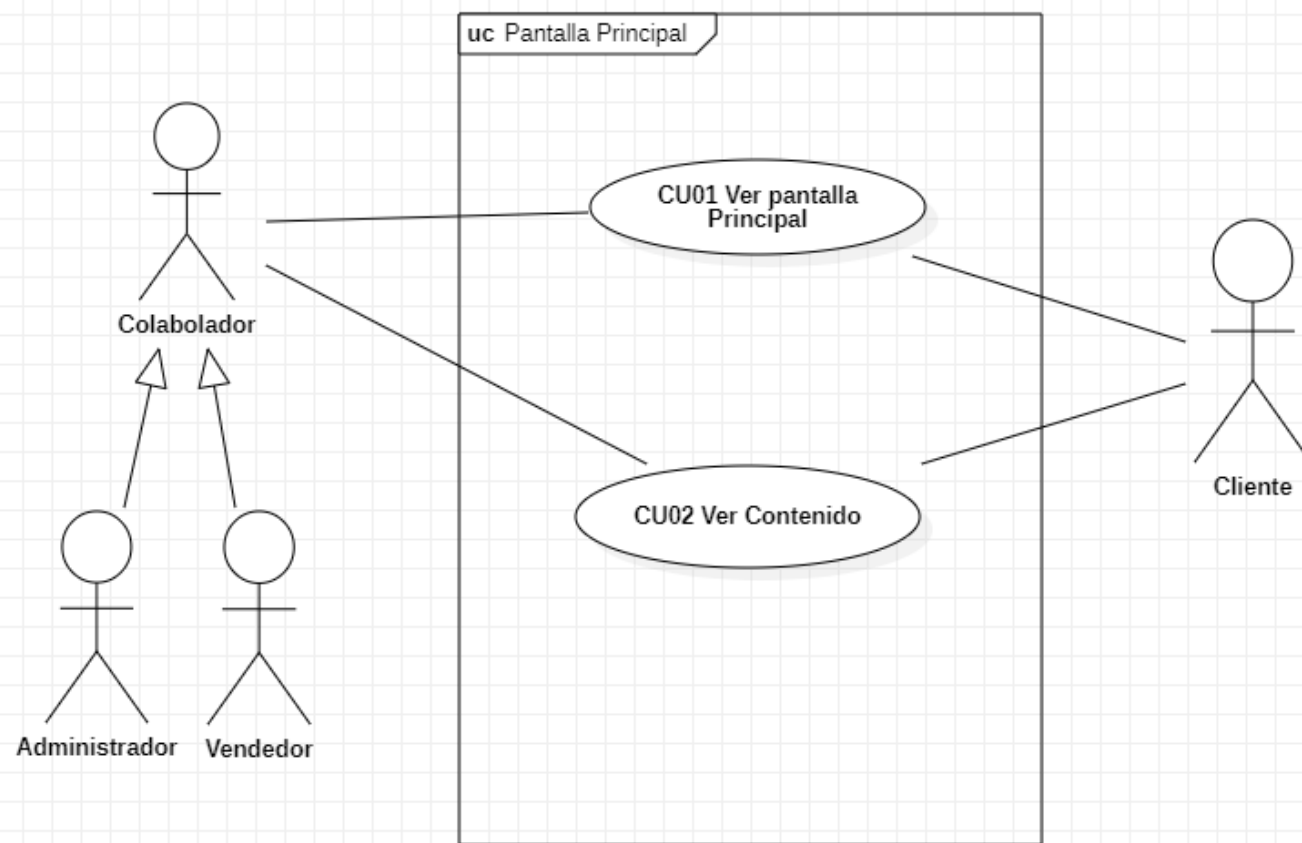 uc Pantalla Principal
CU01 Ver pantalla
Principal
Colabolador
Cliente
CU02 Ver Contenido
Administrador
Vendedor